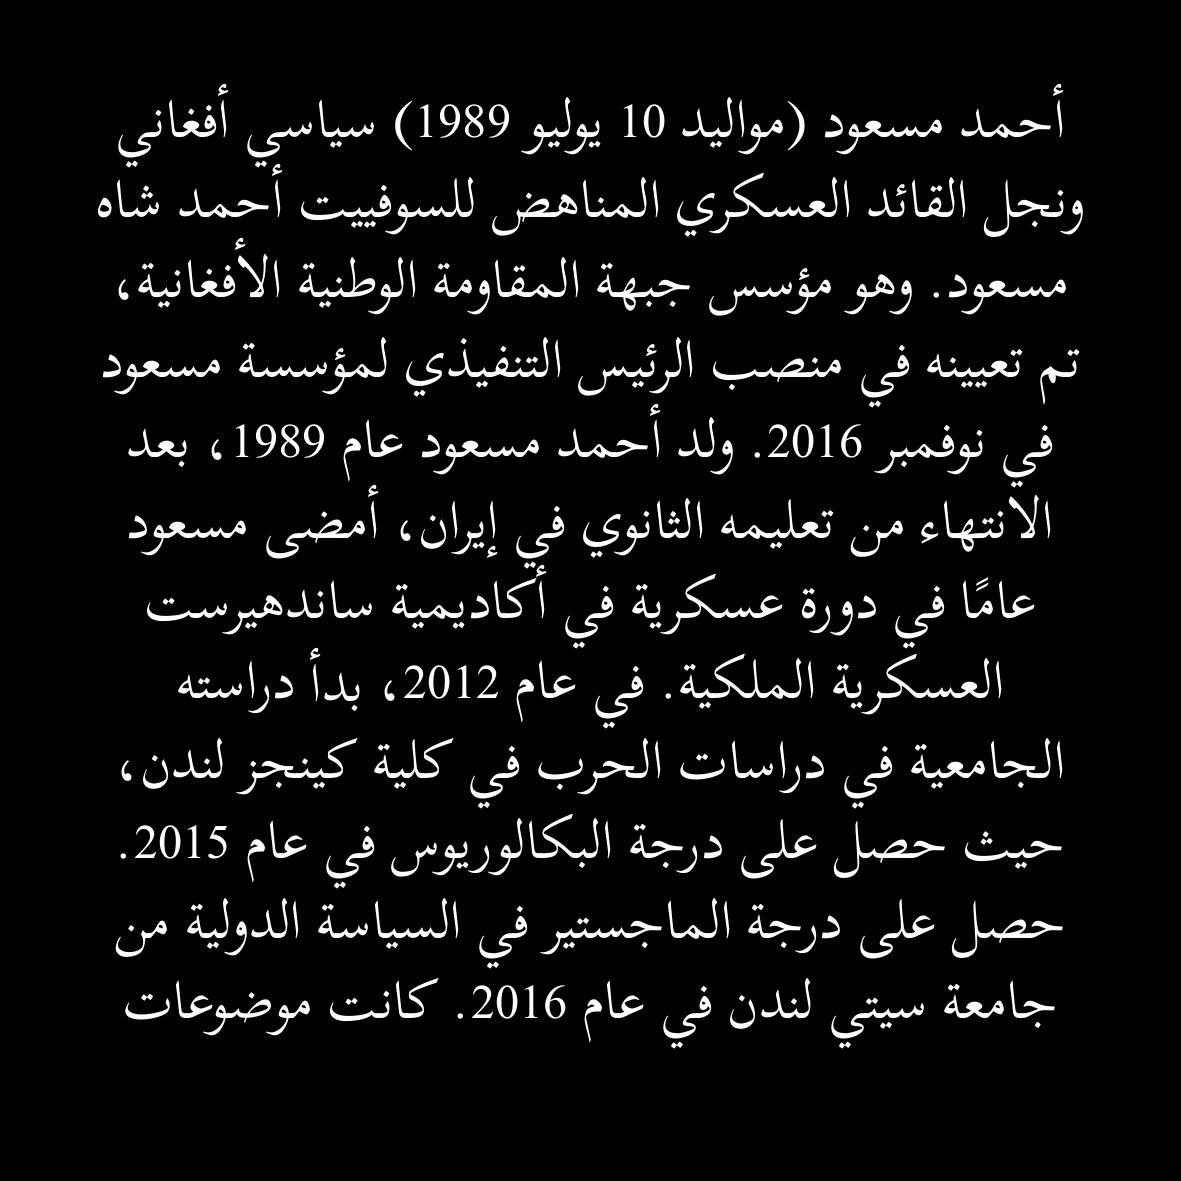 أحمد مسعود (مواليد 10 يوليو 1989) سياسي أفغاني
ونجل القائد العسكري المناهض للسوفييت أحمد شاه
مسعود. وهو مؤسس جبهة المقاومة الوطنية الأفغانية،
تم تعيينه في منصب الرئيس التنفيذي لمؤسسة مسعود
في نوفمبر 2016. ولد أحمد مسعود عام 1989، بعد
الانتهاء من تعليمه الثانوي في إيران، أمضى مسعود
عامًا في دورة عسكرية في أكاديمية ساندهيرست
العسكرية الملكية. في عام 2012، بدأ دراسته
الجامعية في دراسات الحرب في كلية كينجز لندن،
حيث حصل على درجة البكالوريوس في عام 2015.
حصل على درجة الماجستير في السياسة الدولية من
جامعة سيتي لندن في عام 2016. كانت موضوعات